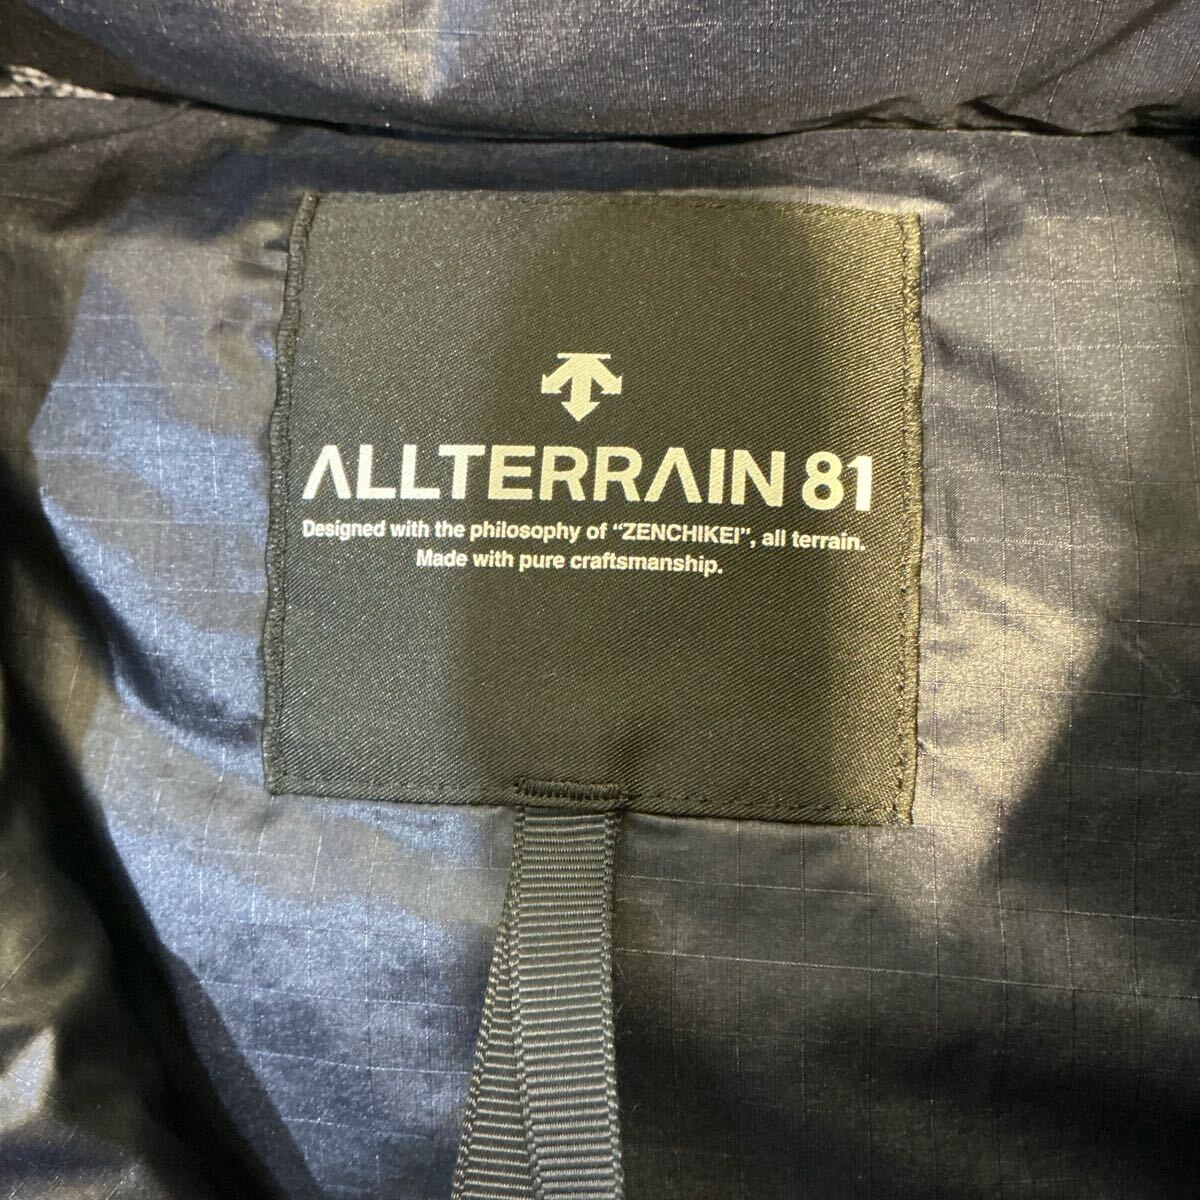 ALLTERRAIN 81
Designed with the philosophy of “ZENCHIKEI”, all terrain.
Made with pure craftsmanship.